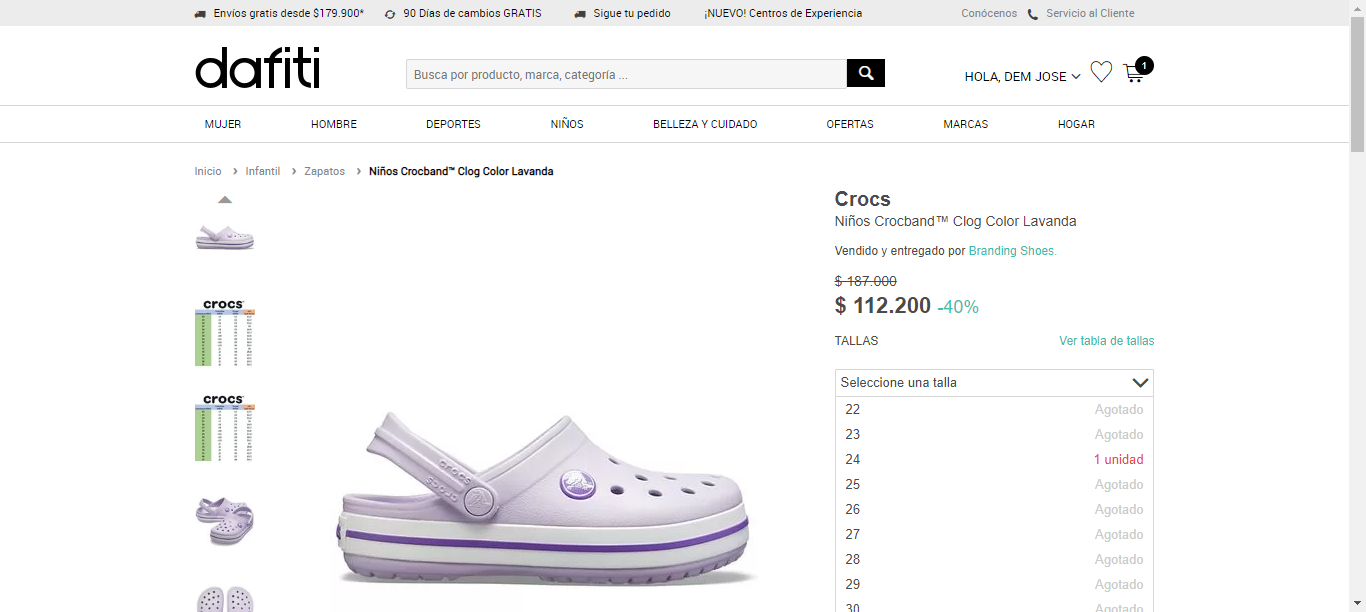 Envíos gratis desde $179.900*
90 Días de cambios GRATIS
Sigue tu pedido
¡NUEVO! Centros de Experiencia
Conócenos
Servicio al Cliente
dafiti
Busca por producto, marca, categoría ...
HOLA, DEM JOSE
1
MUJER
HOMBRE
DEPORTES
NIÑOS
BELLEZA Y CUIDADO
OFERTAS
MARCAS
HOGAR
Inicio > Infantil > Zapatos > Niños Crocband™ Clog Color Lavanda
crocs
crocs
crocs
Crocs
Niños Crocband™ Clog Color Lavanda
Vendido y entregado por Branding Shoes.
$ 187.000
$ 112.200 -40%
TALLAS
Ver tabla de tallas
Seleccione una talla
22 Agotado
23 Agotado
24 1 unidad
25 Agotado
26 Agotado
27 Agotado
28 Agotado
29 Agotado
30 Agotado